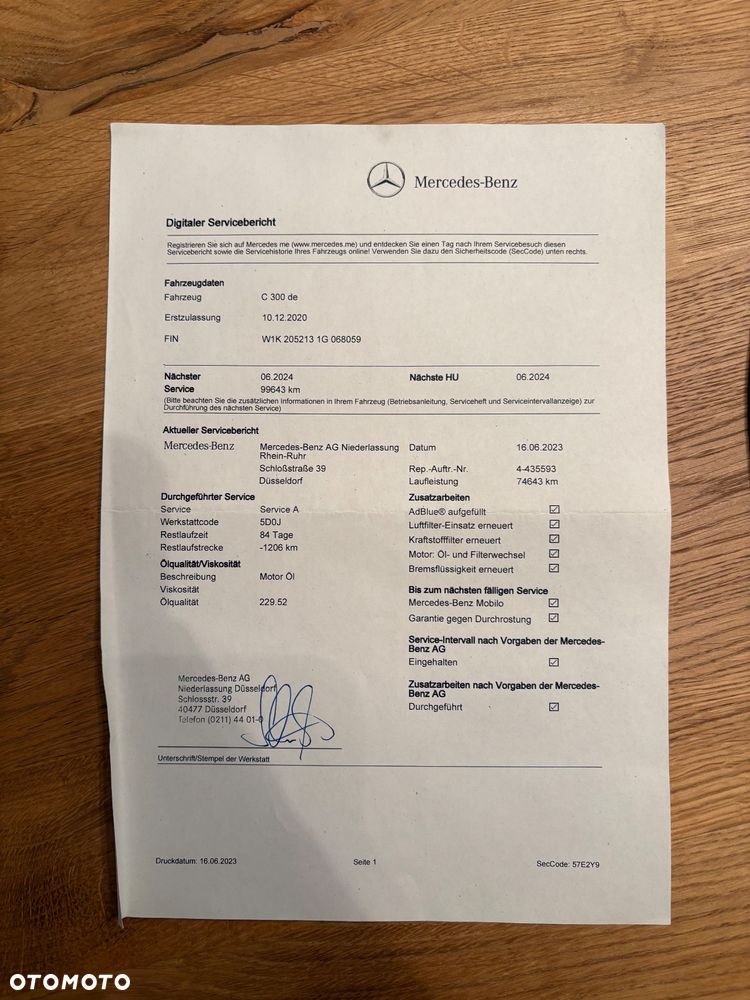 Mercedes-Benz
Digitaler Servicebericht
Registrieren Sie sich auf Mercedes me (www.mercedes.me) und entdecken Sie einen Tag nach Ihrem Servicebesuch diesen
Servicebericht sowie die Servicehistorie Ihres Fahrzeugs online! Verwenden Sie dazu den Sicherheitscode (SecCode) unten rechts.
Fahrzeugdaten
Fahrzeug C 300 de
Erstzulassung 10.12.2020
FIN W1K 205213 1G 068059
Nächster 06.2024 Nächste HU 06.2024
Service 99643 km
(Bitte beachten Sie die zusätzlichen Informationen in Ihrem Fahrzeug (Betriebsanleitung, Serviceheft und Serviceintervallanzeige) zur
Durchführung des nächsten Service)
Aktueller Servicebericht
Mercedes-Benz Mercedes-Benz AG Niederlassung Datum 16.06.2023
Rhein-Ruhr
Schloßstraße 39 Rep.-Auftr.-Nr. 4-435593
Düsseldorf Laufleistung 74643 km
Durchgeführter Service Zusatzarbeiten
Service Service A AdBlue® aufgefüllt
Werkstattcode 5D0J Luftfilter-Einsatz erneuert
Restlaufzeit 84 Tage Kraftstofffilter erneuert
Restlaufstrecke -1206 km Motor: Öl- und Filterwechsel
Ölqualität/Viskosität Bremsflüssigkeit erneuert
Beschreibung Motor Öl Bis zum nächsten fälligen Service
Viskosität Mercedes-Benz Mobilo
Ölqualität 229.52 Garantie gegen Durchrostung
Service-Intervall nach Vorgaben der Mercedes-
Benz AG
Eingehalten
Zusatzarbeiten nach Vorgaben der Mercedes-
Benz AG
Durchgeführt
Mercedes-Benz AG
Niederlassung Düsseldorf
Schlossstr. 39
40477 Düsseldorf
Telefon (0211) 44 01-0
Unterschrift/Stempel der Werkstatt
Druckdatum: 16.06.2023 Seite 1 SecCode: 57E2Y9
OTOMOTO